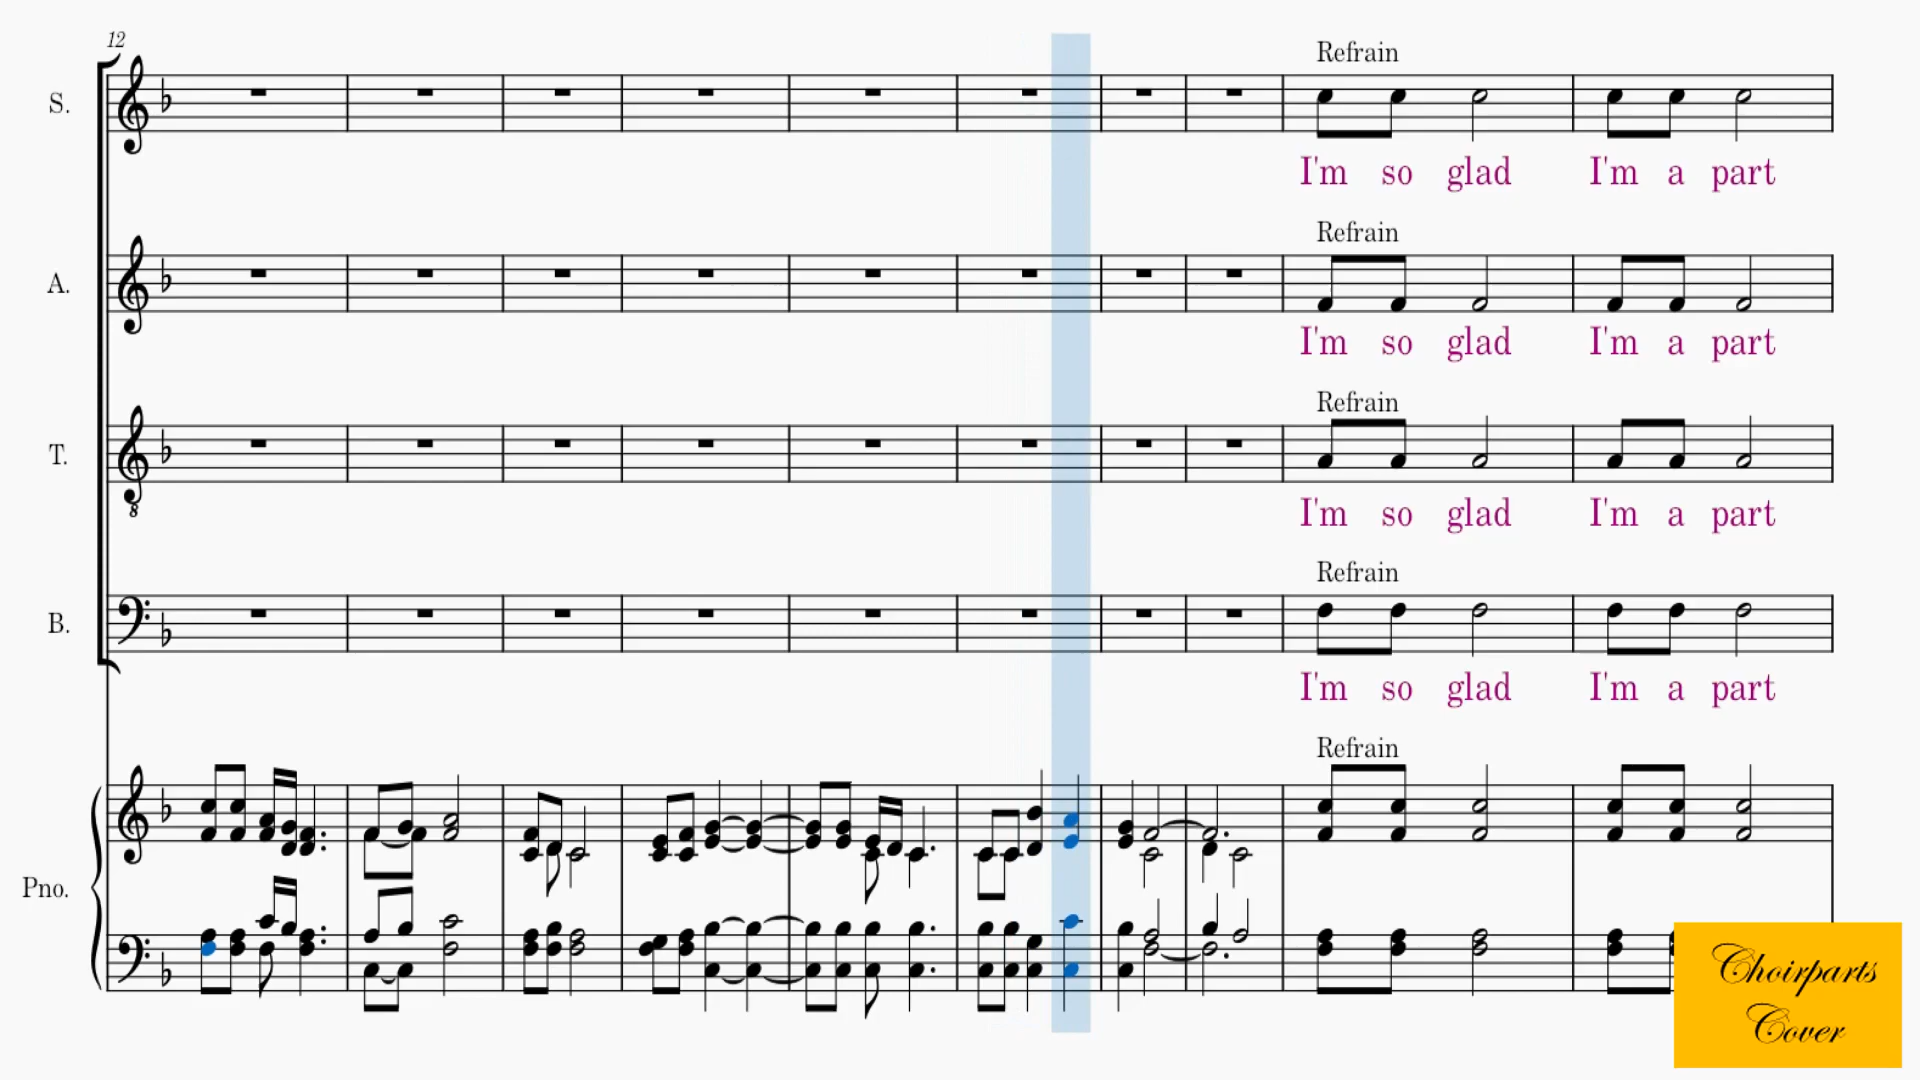 12
Refrain
S.
I'm so glad I'm a part
Refrain
A.
I'm so glad I'm a part
Refrain
T.
8
I'm so glad I'm a part
Refrain
B.
I'm so glad I'm a part
Refrain
Pno.
Choirparts
Cover